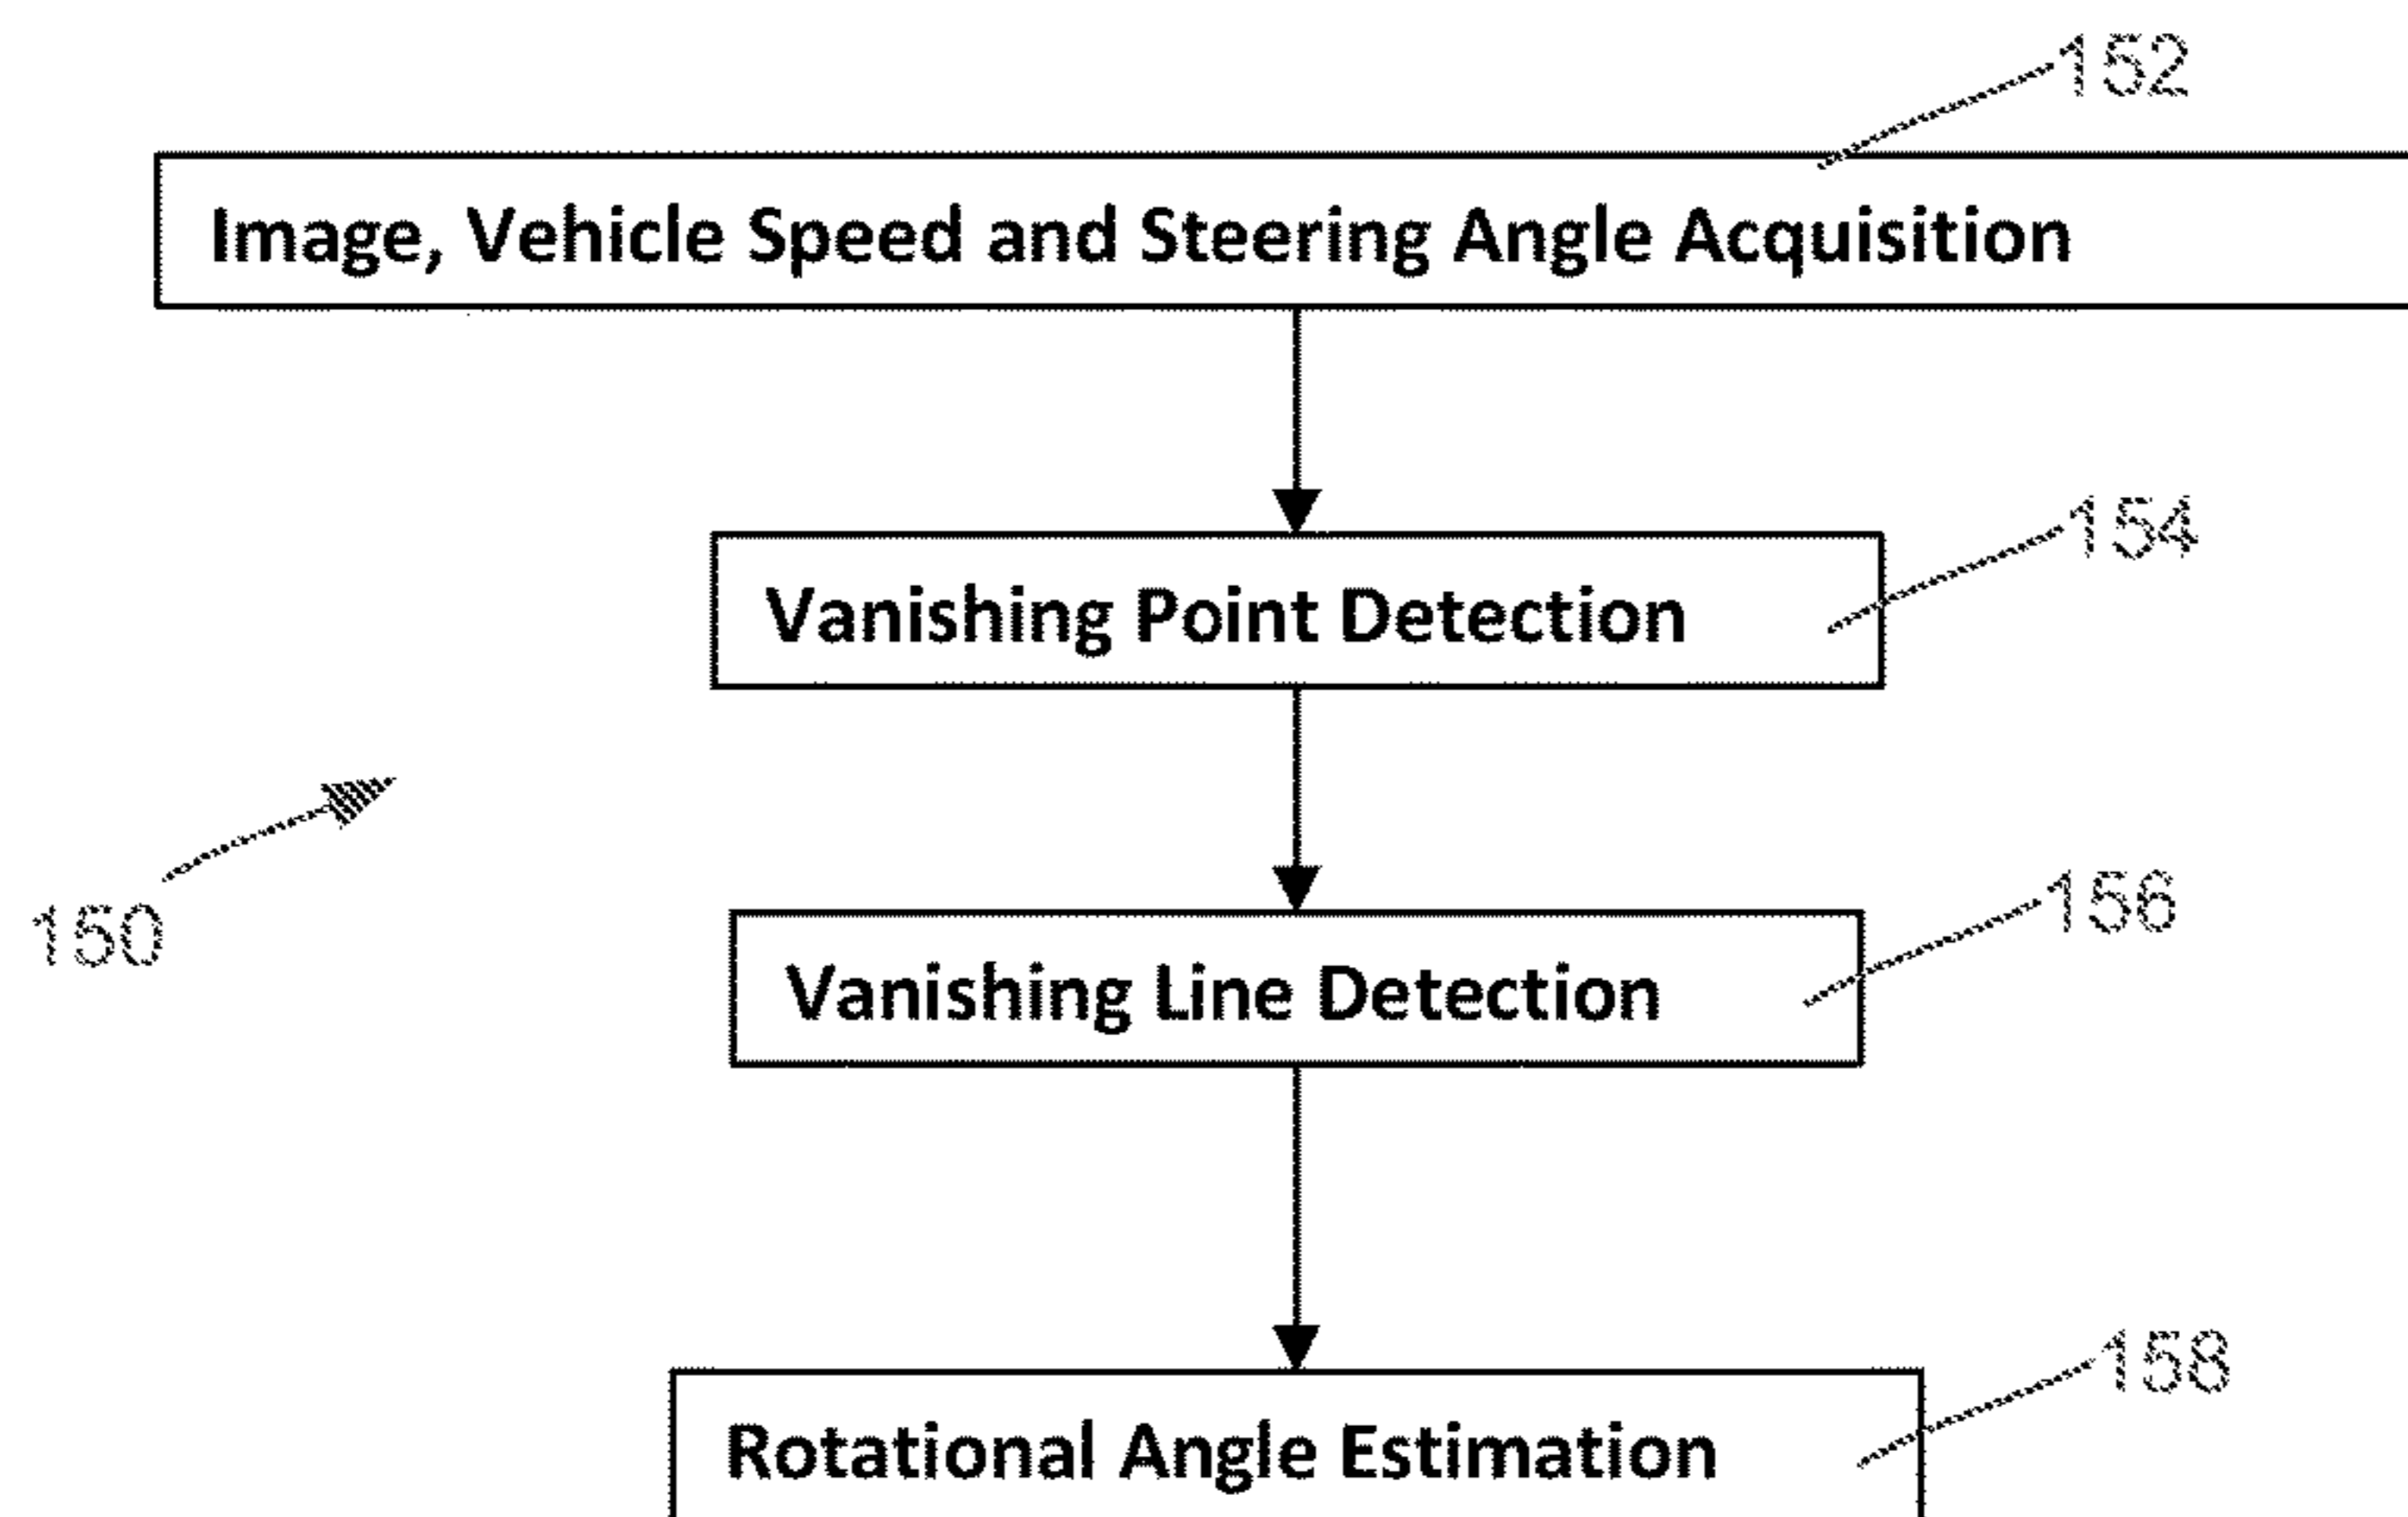 152
Image, Vehicle Speed and Steering Angle Acquisition
154
Vanishing Point Detection
150
156
Vanishing Line Detection
158
Rotational Angle Estimation